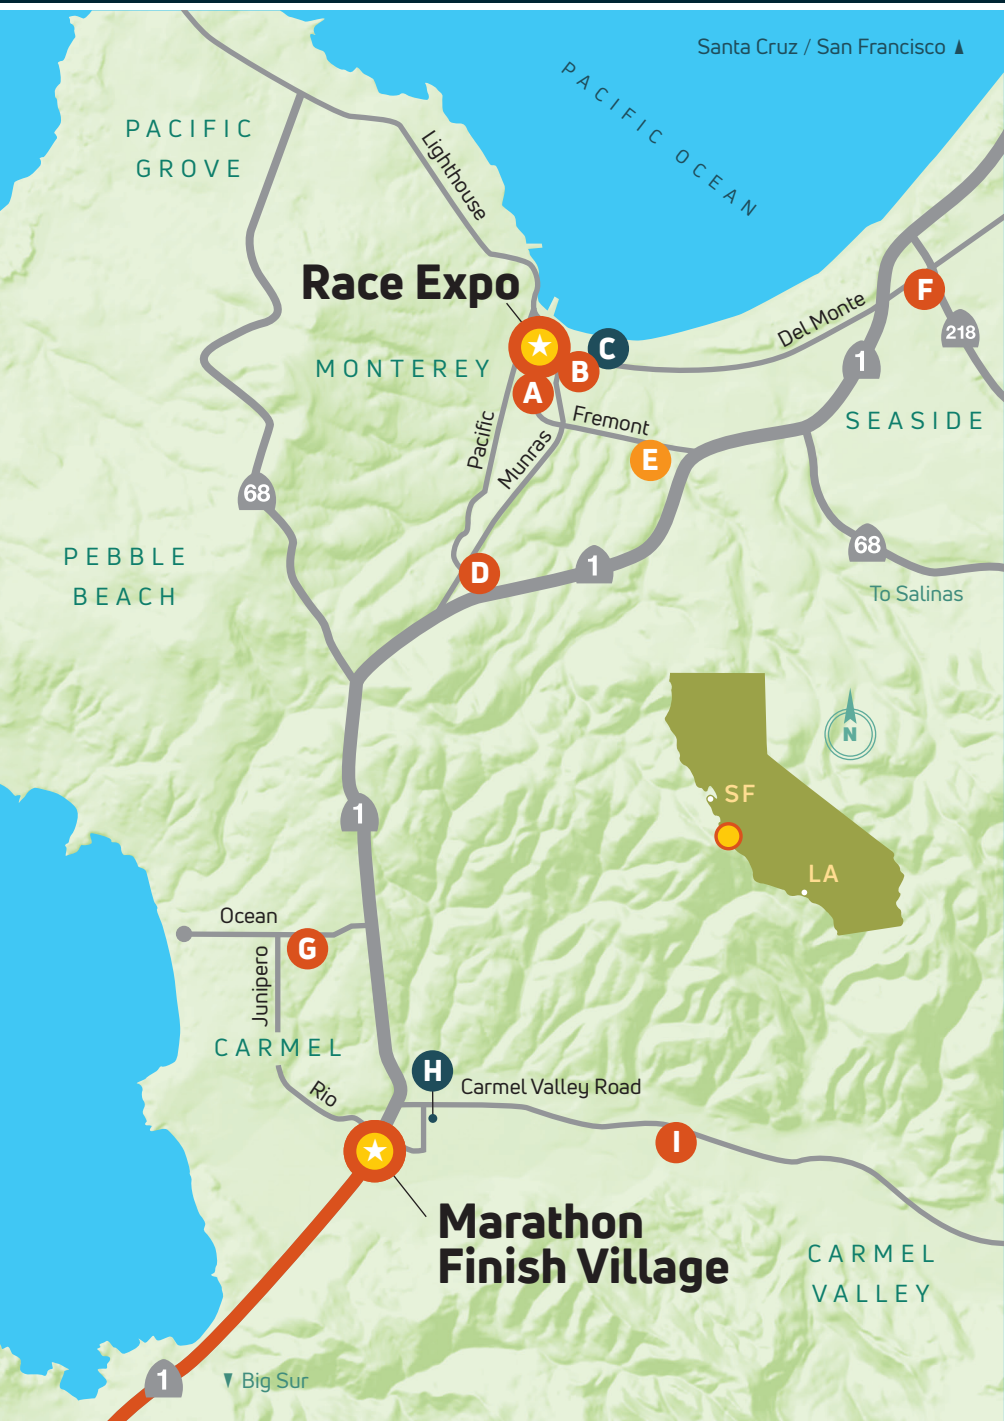 Santa Cruz / San Francisco
PACIFIC OCEAN
PACIFIC
GROVE
Lighthouse
Race Expo
F
Del Monte
218
C
B
A
MONTEREY
1
SEASIDE
Pacific
Munras
Fremont
E
68
68
PEBBLE
BEACH
D
1
To Salinas
N
SF
1
LA
Ocean
G
Junipero
CARMEL
H
Rio
Carmel Valley Road
I
Marathon
Finish Village
CARMEL
VALLEY
1
Big Sur